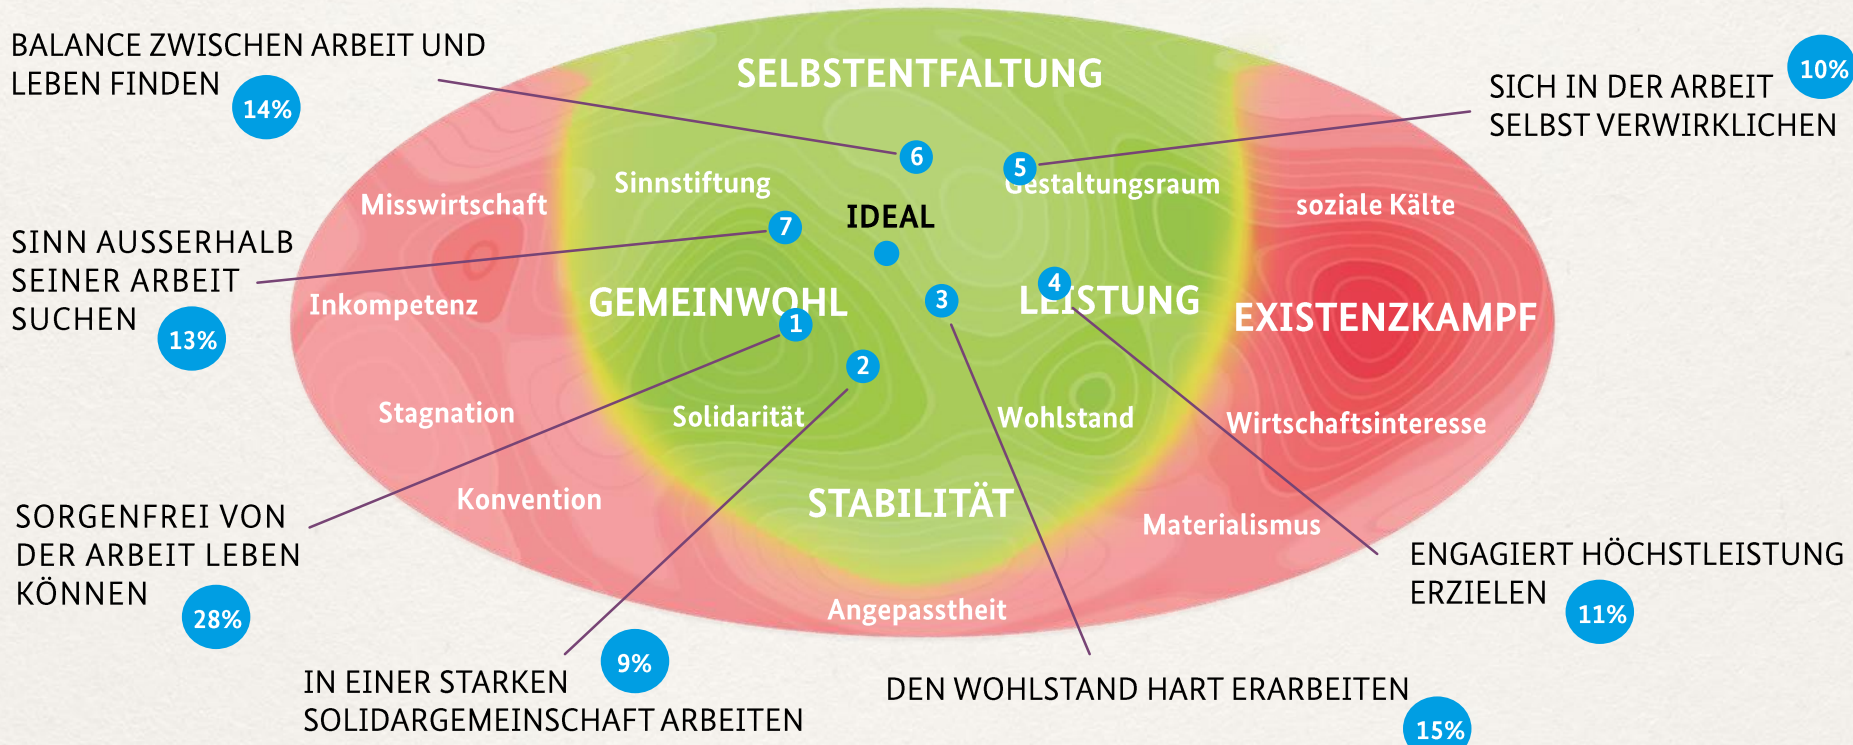 BALANCE ZWISCHEN ARBEIT UND
LEBEN FINDEN
14%
SELBSTENTFALTUNG
10%
SICH IN DER ARBEIT
SELBST VERWIRKLICHEN
6
5
Sinnstiftung
Gestaltungsraum
Misswirtschaft
soziale Kälte
IDEAL
7
SINN AUSSERHALB
SEINER ARBEIT
SUCHEN
13%
Inkompetenz
GEMEINWOHL
1
3
4
LEISTUNG
EXISTENZKAMPF
2
Stagnation
Solidarität
Wohlstand
Wirtschaftsinteresse
Konvention
STABILITÄT
Materialismus
SORGENFREI VON
DER ARBEIT LEBEN
KÖNNEN
28%
Angepasstheit
ENGAGIERT HÖCHSTLEISTUNG
ERZIELEN
11%
9%
IN EINER STARKEN
SOLIDARGEMEINSCHAFT ARBEITEN
DEN WOHLSTAND HART ERARBEITEN
15%